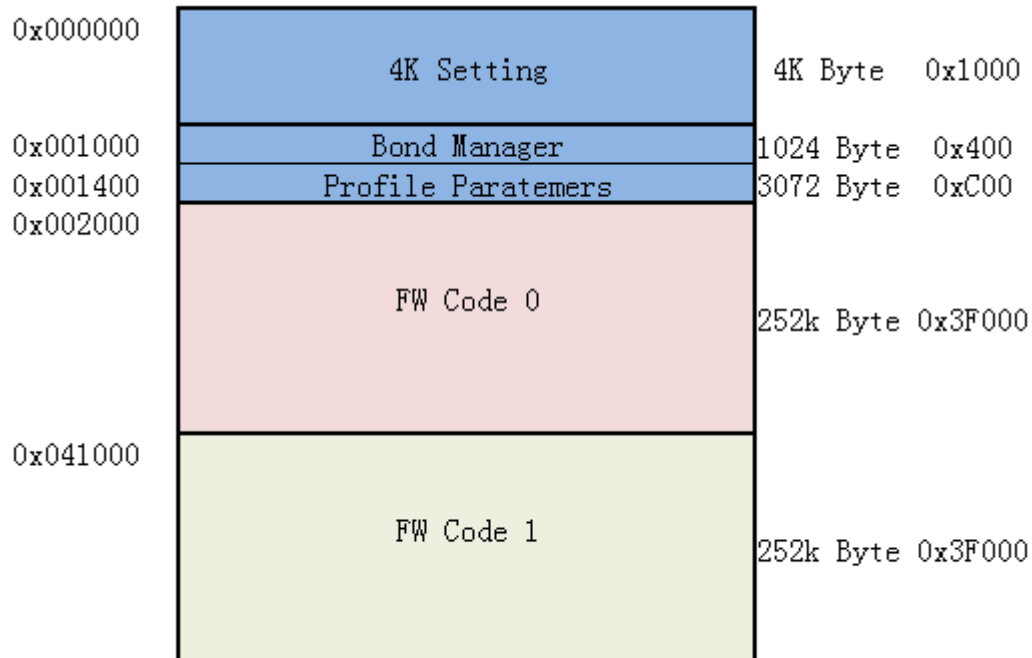 0x000000
4K Setting 4K Byte 0x1000
0x001000 Bond Manager 1024 Byte 0x400
0x001400 Profile Paratemers 3072 Byte 0xC00
0x002000
FW Code 0
252k Byte 0x3F000
0x041000
FW Code 1
252k Byte 0x3F000